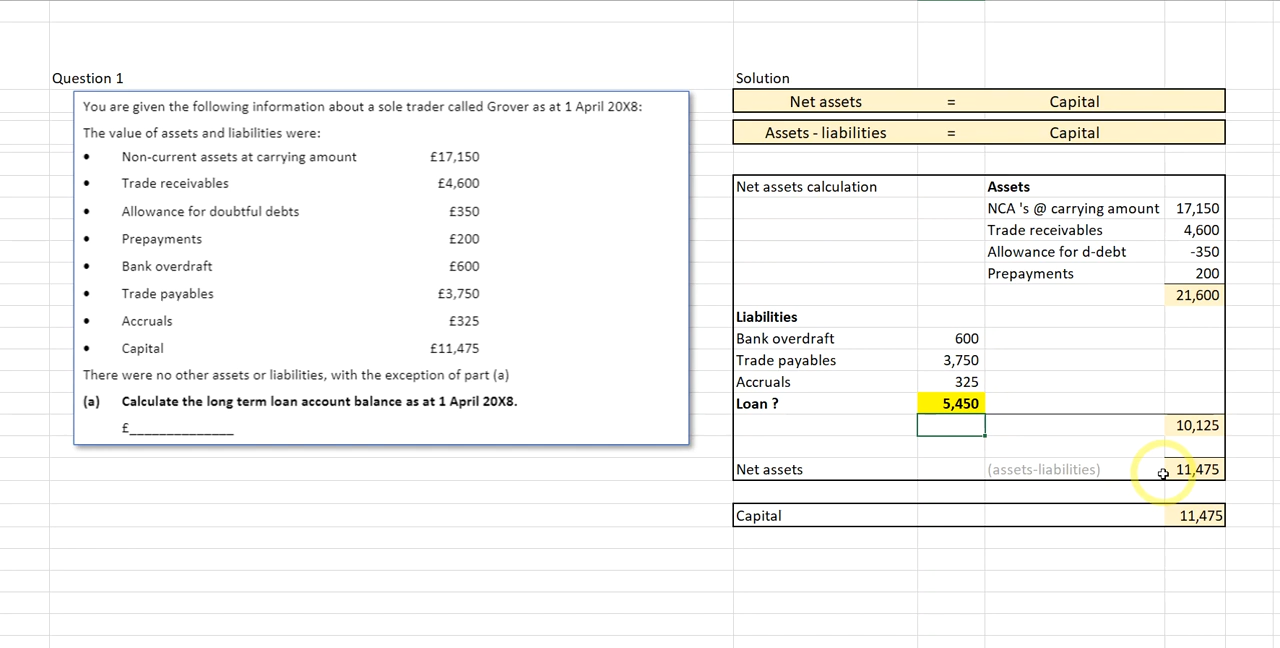 Question 1
You are given the following information about a sole trader called Grover as at 1 April 20X8:
The value of assets and liabilities were:
• Non-current assets at carrying amount £17,150
• Trade receivables £4,600
• Allowance for doubtful debts £350
• Prepayments £200
• Bank overdraft £600
• Trade payables £3,750
• Accruals £325
• Capital £11,475
There were no other assets or liabilities, with the exception of part (a)
(a) Calculate the long term loan account balance as at 1 April 20X8.
£______________
Solution
Net assets = Capital
Assets - liabilities = Capital
Net assets calculation Assets
NCA 's @ carrying amount 17,150
Trade receivables 4,600
Allowance for d-debt -350
Prepayments 200
21,600
Liabilities
Bank overdraft 600
Trade payables 3,750
Accruals 325
Loan ? 5,450
10,125
Net assets (assets-liabilities) 11,475
Capital 11,475